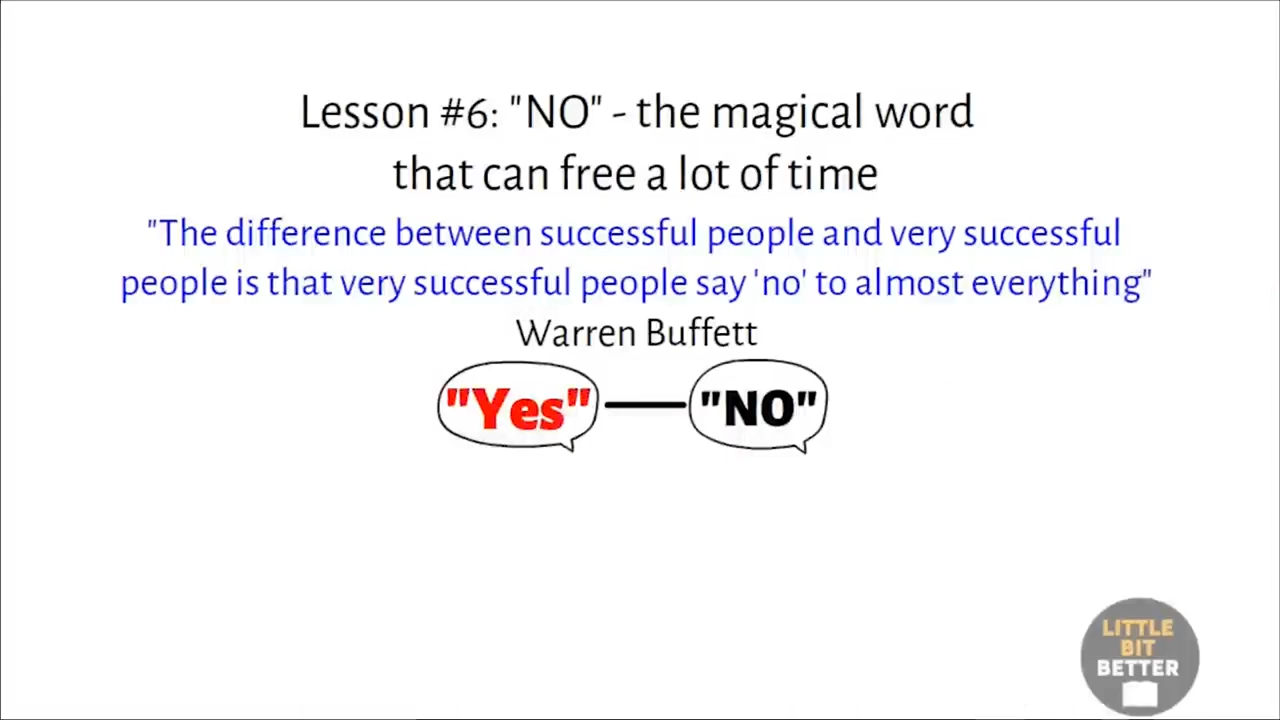 Lesson #6: "NO" - the magical word
that can free a lot of time
"The difference between successful people and very successful
people is that very successful people say 'no' to almost everything"
Warren Buffett
"Yes" "NO"
LITTLE
BIT
BETTER